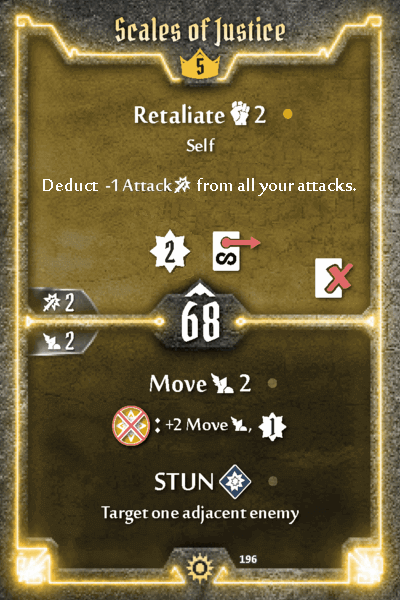 Scales of Justice
5
Retaliate 2
Self
Deduct -1 Attack from all your attacks.
2
2
68
2
Move 2
: +2 Move , 1
STUN
Target one adjacent enemy
196